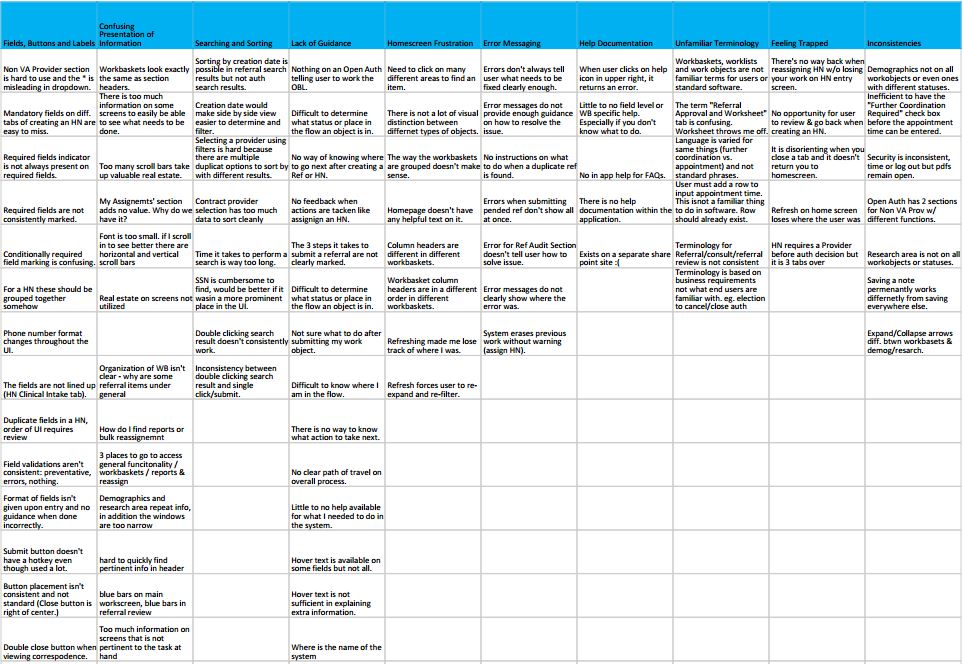 Fields, Buttons and Labels
Confusing
Presentation of
Information
Searching and Sorting
Lack of Guidance
Homescreen Frustration
Error Messaging
Help Documentation
Unfamiliar Terminology
Feeling Trapped
Inconsistencies
Non VA Provider section
is hard to use and the * is
misleading in dropdown.
Workbaskets look exactly
the same as section
headers.
Sorting by creation date is
possible in referral search
results but not auth
search results.
Nothing on an Open Auth
telling user to work the
OBL.
Need to click on many
different areas to find an
item.
Errors don't always tell
user what needs to be
fixed clearly enough.
When user clicks on help
icon in upper right, it
returns an error.
Workbaskets, worklists
and work objects are not
familiar terms for users or
standard software.
There's no way back when
reassigning HN w/o losing
your work on HN entry
screen.
Demographics not on all
workobjects or even ones
with different statuses.
Mandatory fields on diff.
tabs of creating an HN are
easy to miss.
There is too much
information on some
screens to easily be able
to see what needs to be
done.
Creation date would
make side by side view
easier to determine and
filter.
Difficult to determine
what status or place in
the flow an object is in.
There is not a lot of visual
distinction between
differnet types of objects.
Error messages do not
provide enough guidance
on how to resolve the
issue.
Little to no field level or
WB specific help.
Especially if you don't
know what do.
The term "Referral
Approval and Worksheet"
tab is confusing.
Worksheet throws me off.
No opportunity for user
to review & go back when
creating an HN.
Inefficient to have the
"Further Coordination
Required" check box
before the appointment
time can be entered.
Required fields indicator
is not always present on
required fields.
Too many scroll bars take
up valuable real estate.
Selecting a provider using
filters is hard because
there are multiple
duplicat options to sort by
with different results.
No way of knowing where
to go next after creating a
Ref or HN.
The way the workbaskets
are grouped doesn't make
sense.
No instructions on what
to do when a duplicate ref
is found.
No in app help for FAQs.
Language is varied for
same things (further
coordination vs.
appointment) and not
standard phrases.
It is disorienting when you
close a tab and it doesn't
return you to
homescreen.
Security is inconsistent,
time or log out but pdfs
remain open.
Required fields are not
consistently marked.
My Assigments' section
adds no value. Why do we
have it?
Contract provider
selection has too much
data to sort cleanly
No feedback when
actions are tacken like
assignign an HN.
Homepage doesn't have
any helpful text on it.
Errors when submitting
pended ref don't show all
at once.
There is no help
documentation within the
application.
User must add a row to
input appointment time.
This isnot a familiar thing
to do in software. Row
should already exist.
Refresh on home screen
loses where the user was
Open Auth has 2 sections
for Non VA Prov w/
different functions.
Conditionally required
field marking is confusing.
Font is too small. if I scroll
in to see better there are
horizontal and vertical
scroll bars
Time it takes to perform a
search is way too long.
The 3 steps it takes to
submit a referral are not
clearly marked.
Column headers are
different in different
workbaskets.
Error for Ref Audit Section
doesn't tell user how to
solve issue.
Exists on a separate share
point site :(
Terminology for
Referral/consult/referral
review is not consistent
HN requires a Provider
before auth decision but
it is 3 tabs over
Research area is not on all
workobjects or statuses.
For a HN these should be
grouped together
somehow
Real estate on screens not
utilized
SSN is cumbersome to
find, would be better if it
wasin a more prominent
place in the UI.
Difficult to determine
what status or place in
the flow an object is in.
Workbasket column
headers are in a different
order in different
workbaskets.
Error messages do not
clearly show where the
error was.
Terminology is based on
business requirements
not what end users are
familiar with. eg. election
to cancel/close auth
Saving a note
permenantly works
differnetly from saving
everywhere else.
Phone number format
changes throughout the
UI.
Double clicking search
result doesn't consistently
work.
Not sure what to do after
submitting my work
object.
Refreshing made me lose
track of where I was.
System erases previous
work without warning
(assign HN).
Expand/Collapse arrows
diff. btwn workbasets &
demog/resarch.
The fields are not lined up
(HN Clinical Intake tab).
Organization of WB isn't
clear - why are some
referral items under
general
Inconsistency between
double clicking search
result and single
click/submit.
Difficult to know where I
am in the flow.
Refresh forces user to re-
expand and re-filter.
Duplicate fields in a HN,
order of UI requires
review
How do I find reports or
bulk reassignemnt
There is no way to know
what action to take next.
Field validations aren't
consistent: preventative,
errors, nothing.
3 places to go to access
general funcitonality /
workbaskets / reports &
reassign
No clear path of travel on
overall process.
Format of fields isn't
given upon entry and no
guidance when done
incorrectly.
Demographics and
research area repeat info,
in addition the windows
are too narrow
Little to no help available
for what I needed to do in
the system.
Submit button doesn't
have a hotkey even
though used a lot.
hard to quickly find
pertinent info in header
Hover text is available on
some fields but not all.
Button placement isn't
consistent and not
standard (Close button is
right of center.)
blue bars on main
workscreen, blue bars in
referral review
Hover text is not
sufficient in explaining
extra information.
Double close button when
viewing correspodence.
Too much information on
screens that is not
pertinent to the task at
hand
Where is the name of the
system